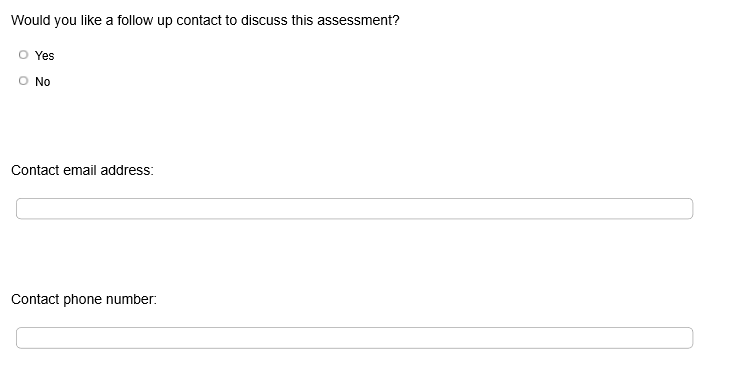 Would you like a follow up contact to discuss this assessment?
Yes
No
Contact email address:
Contact phone number: